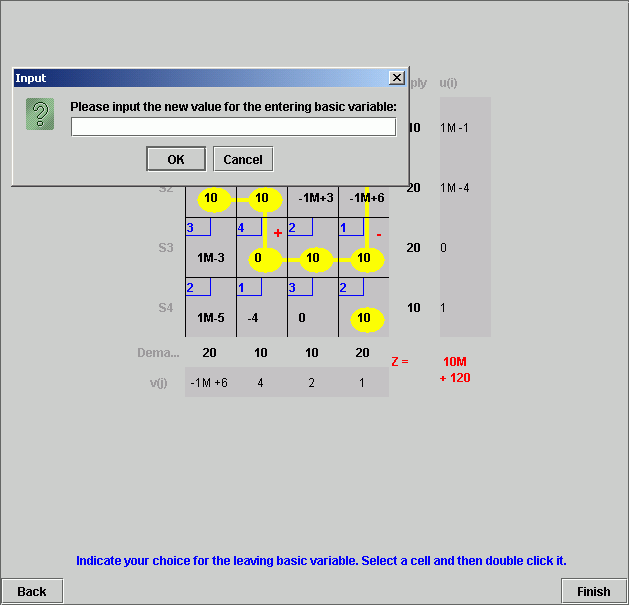 Input
Please input the new value for the entering basic variable:
OK Cancel
ply u(i)
10 1M -1
S2 10 10 -1M+3 -1M+6 20 1M -4
3 4 + 2 1 -
S3 1M-3 0 10 10 20 0
2 1 3 2
S4 1M-5 -4 0 10 10 1
Dema... 20 10 10 20 Z = 10M
+ 120
v(j) -1M +6 4 2 1
Indicate your choice for the leaving basic variable. Select a cell and then double click it.
Back Finish